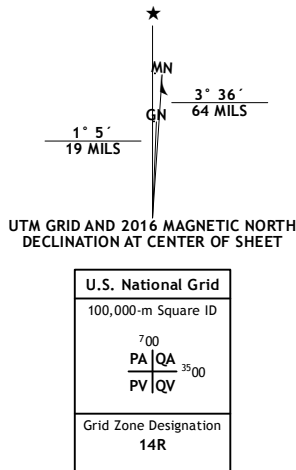 ★
MN
GN
3° 36´
64 MILS
1° 5´
19 MILS
UTM GRID AND 2016 MAGNETIC NORTH
DECLINATION AT CENTER OF SHEET
U.S. National Grid
100,000-m Square ID
⁷00
PA QA
³⁵00
PV QV
Grid Zone Designation
14R